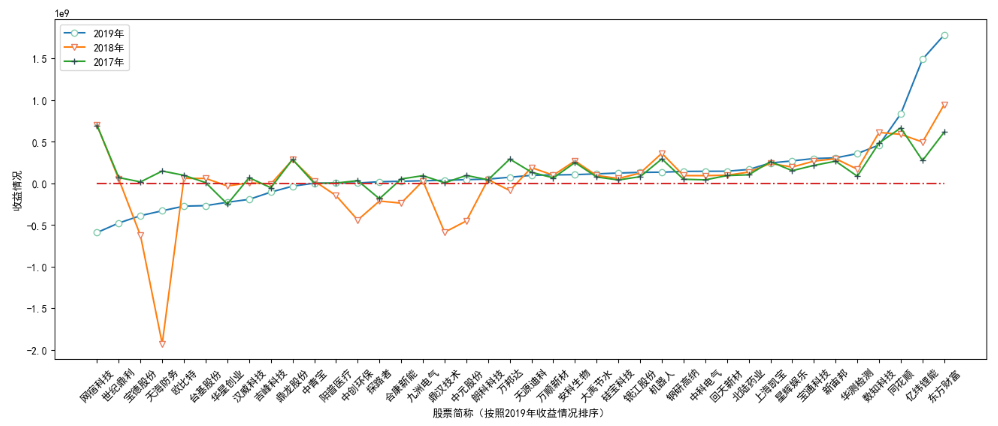 1e9
2019年
2018年
2017年
1.5
1.0
0.5
0.0
-0.5
-1.0
-1.5
-2.0
收益情况
网宿科技
世纪鼎利
宝德股份
天海防务
欧比特
台基股份
华星创业
汉威科技
吉峰科技
鼎龙股份
中青宝
阳普医疗
中创环保
探路者
合康新能
九洲电气
鼎汉技术
中元股份
朗科科技
万邦达
天源迪科
万顺新材
安科生物
大禹节水
硅宝科技
锦江股份
机器人
钢研高纳
中科电气
回天新材
北陆药业
上海凯宝
星辉娱乐
宝通科技
新宙邦
华测检测
数知科技
同花顺
亿纬锂能
东方财富
股票简称（按照2019年收益情况排序）